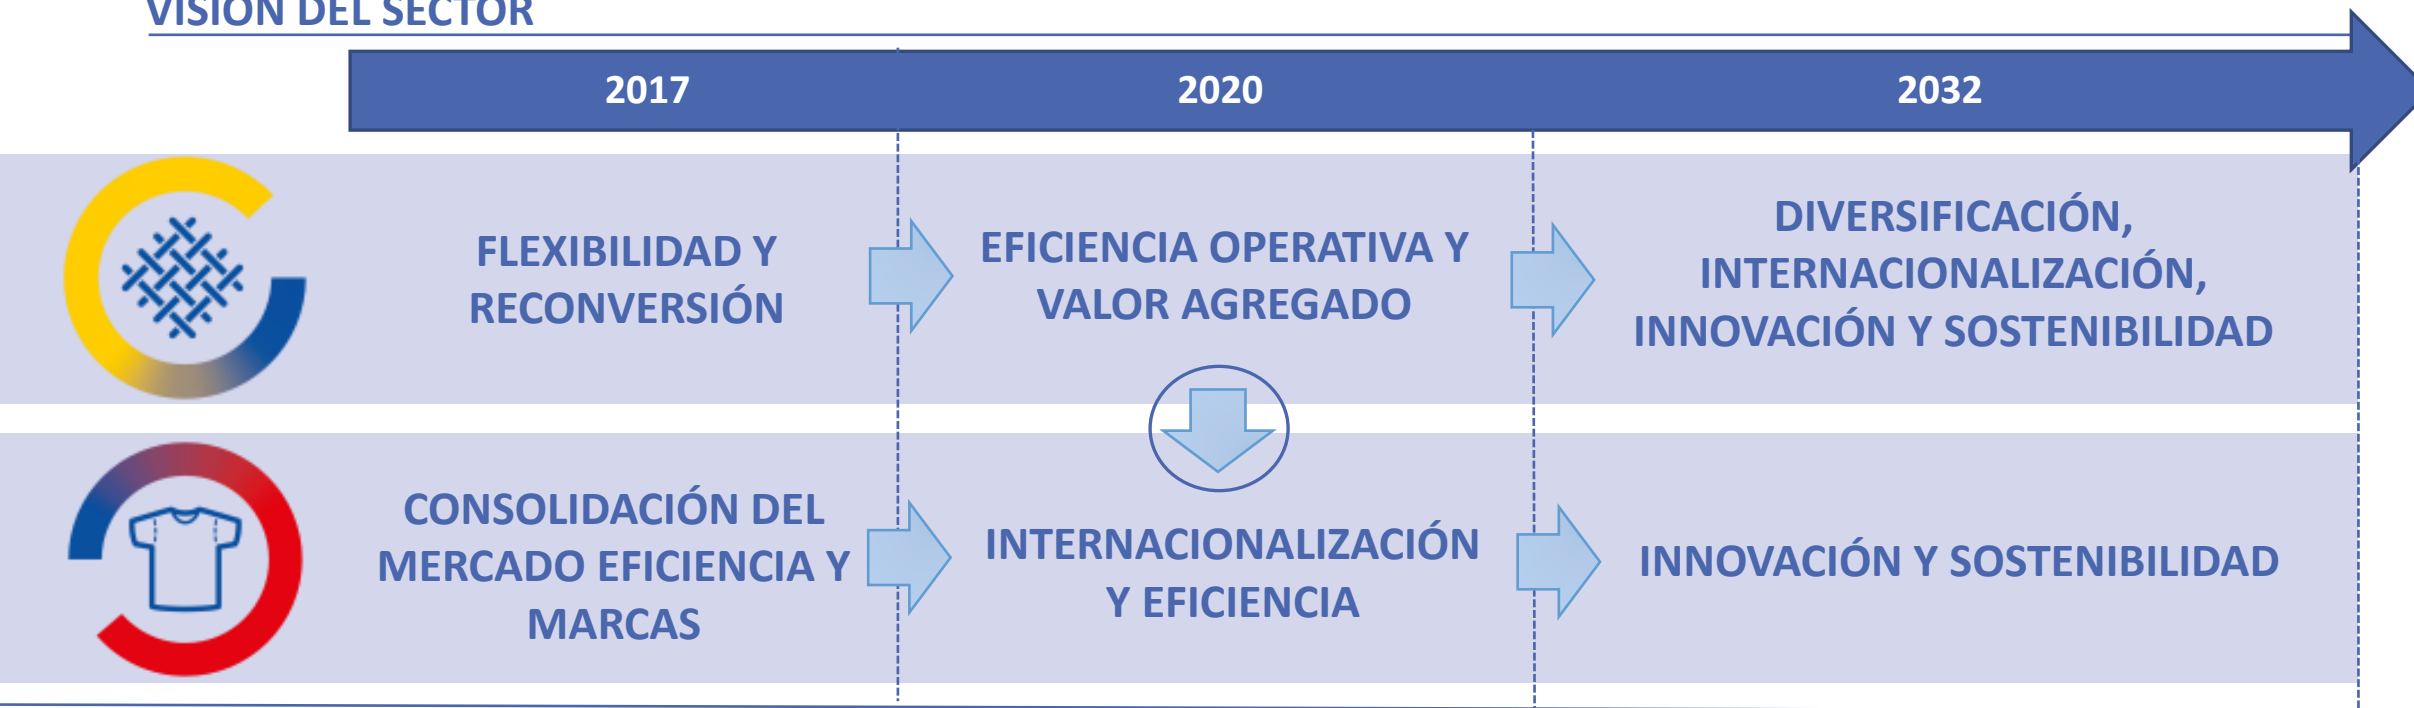 VISIÓN DEL SECTOR
2017
2020
2032
FLEXIBILIDAD Y
RECONVERSIÓN
EFICIENCIA OPERATIVA Y
VALOR AGREGADO
DIVERSIFICACIÓN,
INTERNACIONALIZACIÓN,
INNOVACIÓN Y SOSTENIBILIDAD
CONSOLIDACIÓN DEL
MERCADO EFICIENCIA Y
MARCAS
INTERNACIONALIZACIÓN
Y EFICIENCIA
INNOVACIÓN Y SOSTENIBILIDAD